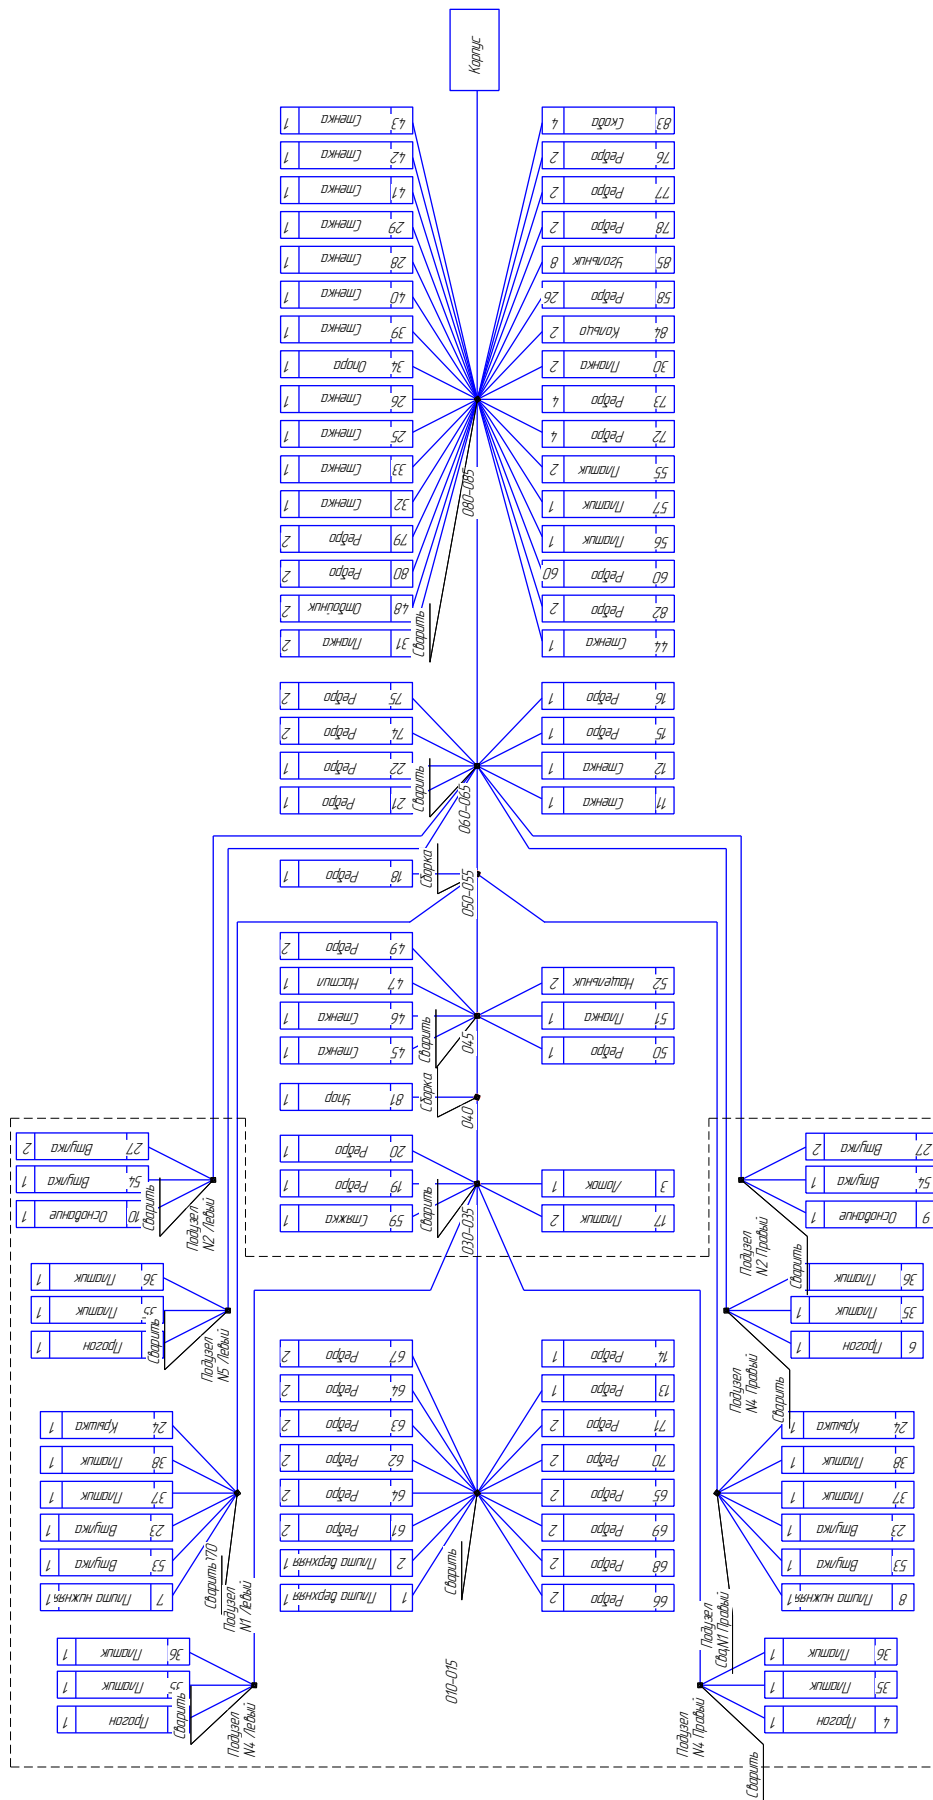 Корпус
43 Стенка 1
42 Стенка 1
41 Стенка 1
29 Стенка 1
28 Стенка 1
40 Стенка 1
39 Стенка 1
34 Опора 1
26 Стенка 1
25 Стенка 1
33 Стенка 1
32 Стенка 1
79 Ребро 2
80 Ребро 2
48 Отбойник 2
31 Планка 2
83 Скоба 4
76 Ребро 2
77 Ребро 2
78 Ребро 2
85 Угольник 8
58 Ребро 26
84 Кольцо 2
30 Планка 2
73 Ребро 4
72 Ребро 4
55 Платик 2
57 Платик 1
56 Платик 1
60 Ребро 60
82 Ребро 2
44 Стенка 1
Сварить
080-085
75 Ребро 2
74 Ребро 2
22 Ребро 1
21 Ребро 1
16 Ребро 1
15 Ребро 1
12 Стенка 1
11 Стенка 1
Сварить
060-065
18 Ребро 1
Сборка
050-055
49 Ребро 2
47 Настил 1
46 Стенка 1
45 Стенка 1
52 Нащельник 2
51 Планка 1
50 Ребро 1
Сварить
045
81 Упор 1
Сборка
040
20 Ребро 1
19 Ребро 1
59 Стяжка 1
3 Лоток 1
17 Платик 2
Сварить
030-035
27 Втулка 2
54 Втулка 1
10 Основание 1
Сварить
Подузел
N2 Левый
27 Втулка 2
54 Втулка 1
9 Основание 1
Подузел
N2 Правый
Сварить
36 Платик 1
35 Платик 1
Прогон 1
Сварить
Подузел
N5 Левый
36 Платик 1
35 Платик 1
6 Прогон 1
Подузел
N4 Правый
Сварить
67 Ребро 2
64 Ребро 2
63 Ребро 2
62 Ребро 2
64 Ребро 2
61 Ребро 2
2 Плита верхняя 1
1 Плита верхняя 1
14 Ребро 1
13 Ребро 1
71 Ребро 2
70 Ребро 2
65 Ребро 2
69 Ребро 2
68 Ребро 2
66 Ребро 2
Сварить
010-015
24 Крышка 1
38 Платик 1
37 Платик 1
23 Втулка 1
53 Втулка 1
7 Плита нижняя 1
Сварить170
Подузел
N1 Левый
24 Крышка 1
38 Платик 1
37 Платик 1
23 Втулка 1
53 Втулка 1
8 Плита нижняя 1
Подузел
N1 Правый
36 Платик 1
35 Платик 1
Прогон 1
Сварить
Подузел
N4 Левый
36 Платик 1
35 Платик 1
4 Прогон 1
Подузел
N4 Правый
Сварить